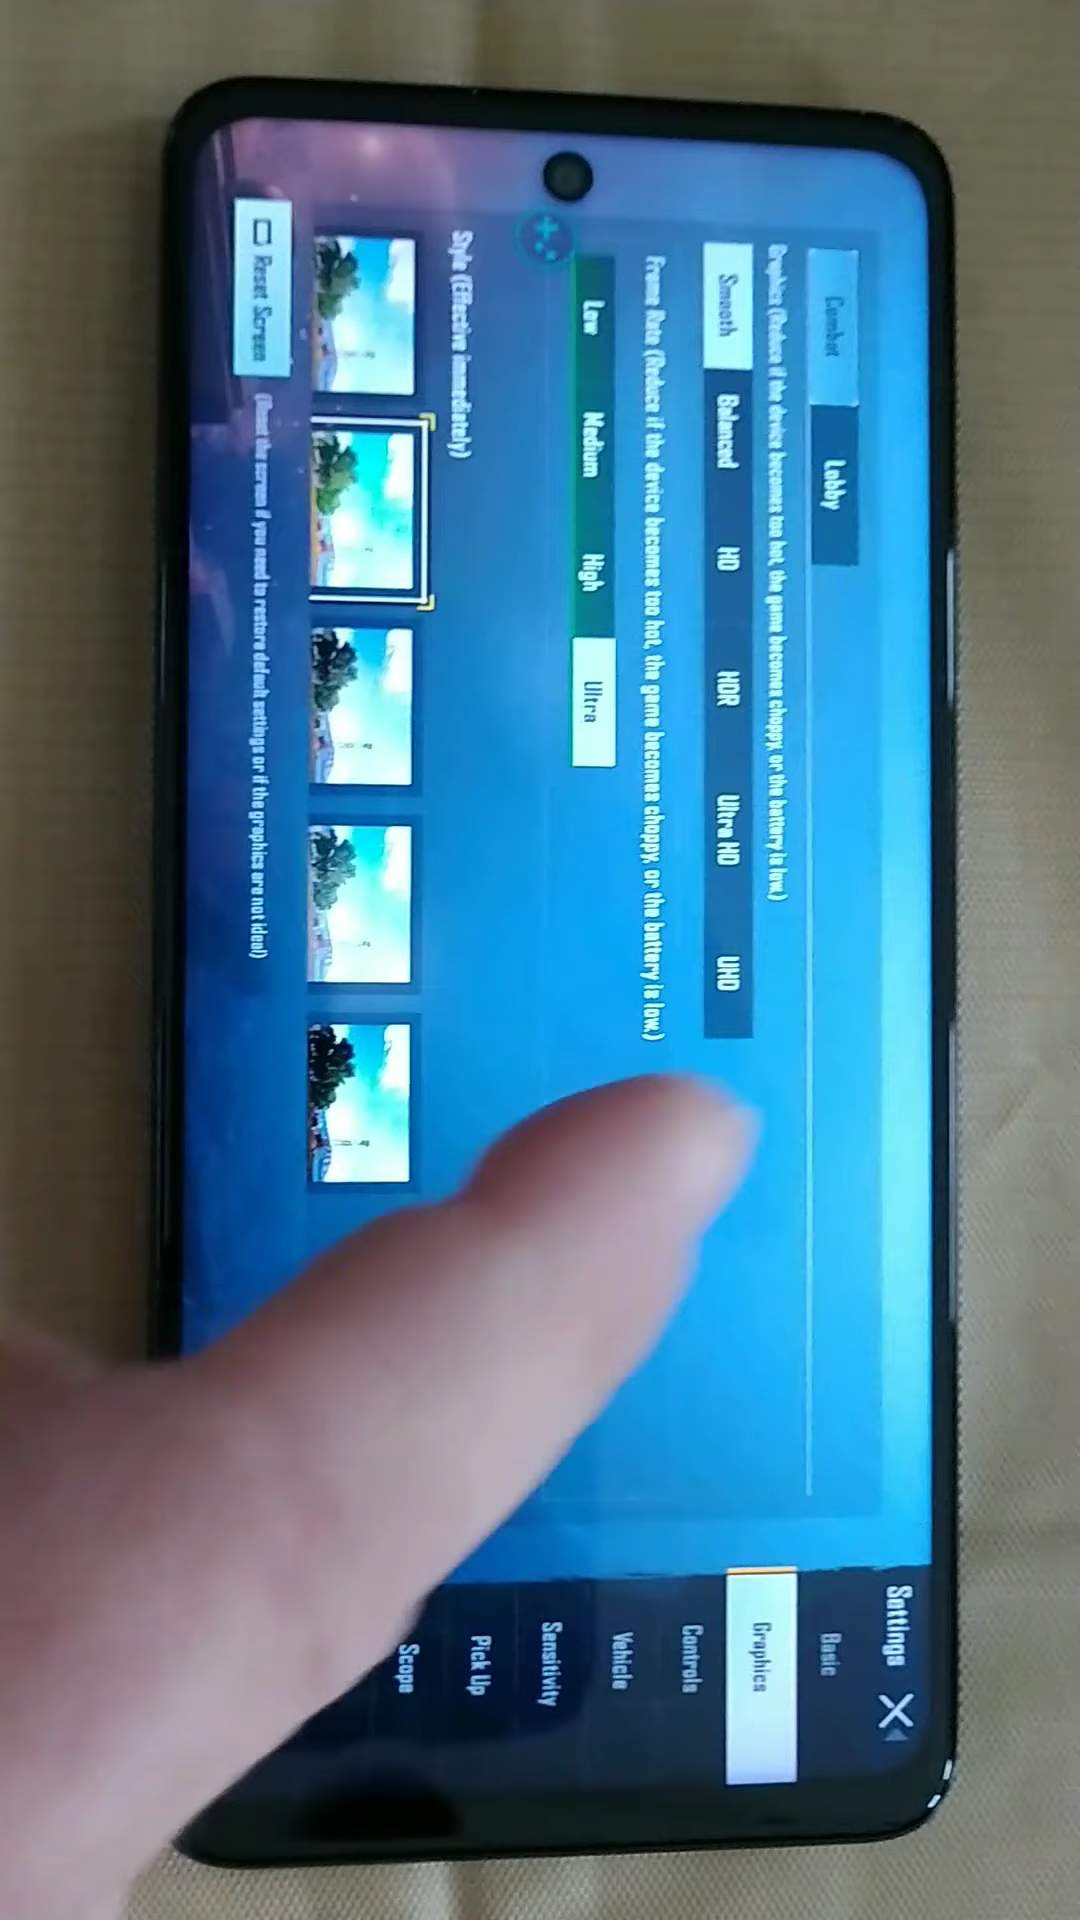 Settings
Basic
Graphics
Controls
Vehicle
Sensitivity
Pick Up
Scope
Combat Lobby
Graphics (Reduce if the device becomes too hot, the game becomes choppy, or the battery is low.)
Smooth Balanced HD HDR Ultra HD UHD
Frame Rate (Reduce if the device becomes too hot, the game becomes choppy, or the battery is low.)
Low Medium High Ultra
Style (Effective immediately)
Reset Screen (Reset the screen if you need to restore default settings or if the graphics are not ideal)